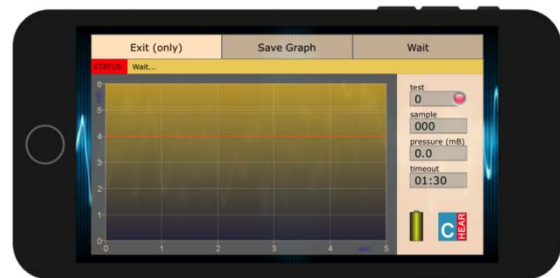 Exit (only)
Save Graph
Wait
STATUS Wait...
6
5
4
3
2
1
0
0 1 2 3 4 sec. 5
test
0
sample
000
pressure (mB)
0.0
timeout
01:30
C HEAR